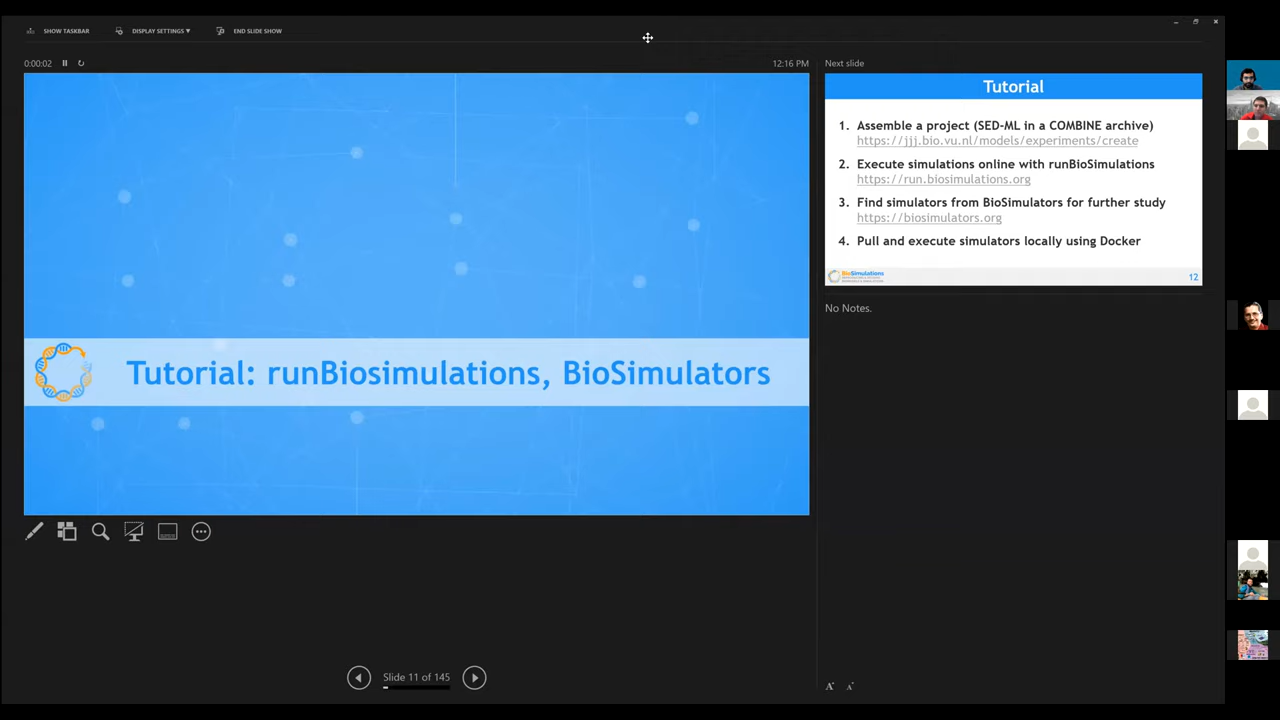 SHOW TASKBAR
DISPLAY SETTINGS ▾
END SLIDE SHOW
0:00:02
12:16 PM
Tutorial: runBiosimulations, BioSimulators
Slide 11 of 145
Next slide
Tutorial
1. Assemble a project (SED-ML in a COMBINE archive)
https://jjj.bio.vu.nl/models/experiments/create
2. Execute simulations online with runBioSimulations
https://run.biosimulations.org
3. Find simulators from BioSimulators for further study
https://biosimulators.org
4. Pull and execute simulators locally using Docker
BioSimulations
12
No Notes.
A A